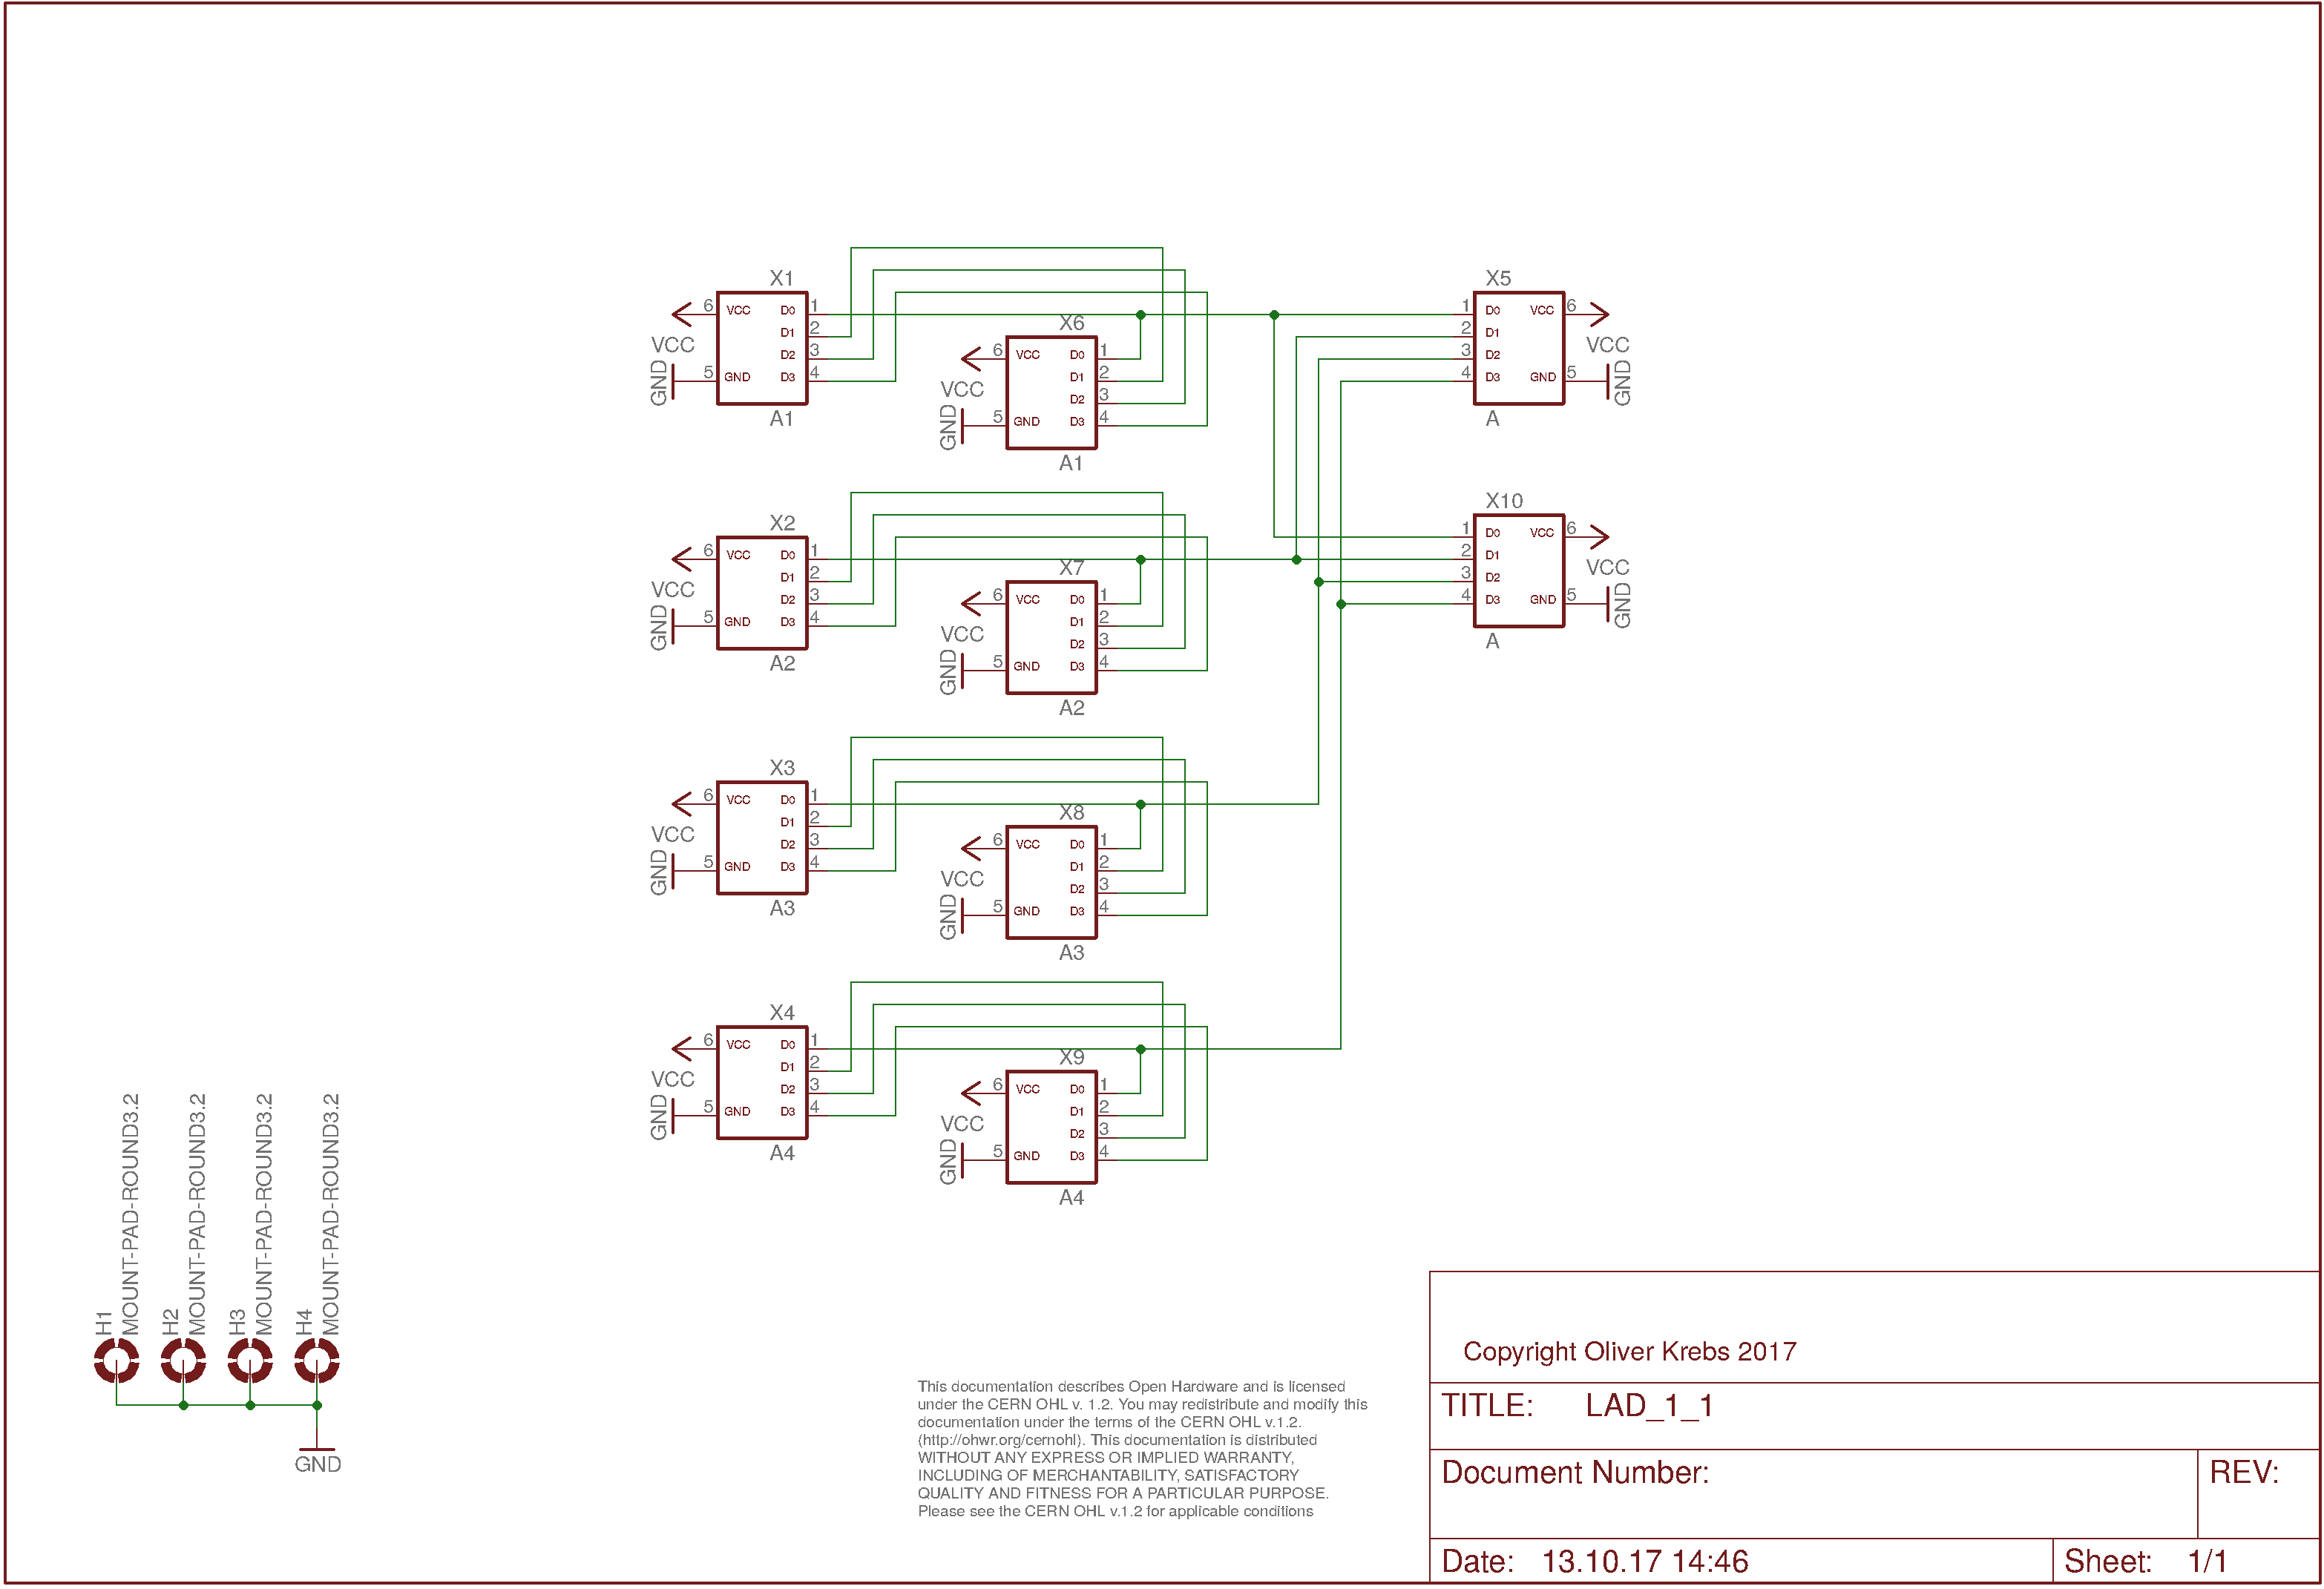 X1
6 VCC D0 1
D1 2
VCC D2 3
GND 5 GND D3 4
A1
X6
6 VCC D0 1
D1 2
VCC D2 3
GND 5 GND D3 4
A1
X5
1 D0 VCC 6
2 D1
3 D2 VCC
4 D3 GND 5 GND
A
X2
6 VCC D0 1
D1 2
VCC D2 3
GND 5 GND D3 4
A2
X7
6 VCC D0 1
D1 2
VCC D2 3
GND 5 GND D3 4
A2
X10
1 D0 VCC 6
2 D1
3 D2 VCC
4 D3 GND 5 GND
A
X3
6 VCC D0 1
D1 2
VCC D2 3
GND 5 GND D3 4
A3
X8
6 VCC D0 1
D1 2
VCC D2 3
GND 5 GND D3 4
A3
X4
6 VCC D0 1
D1 2
VCC D2 3
GND 5 GND D3 4
A4
X9
6 VCC D0 1
D1 2
VCC D2 3
GND 5 GND D3 4
A4
H1
MOUNT-PAD-ROUND3.2
H2
MOUNT-PAD-ROUND3.2
H3
MOUNT-PAD-ROUND3.2
H4
MOUNT-PAD-ROUND3.2
GND
This documentation describes Open Hardware and is licensed
under the CERN OHL v. 1.2. You may redistribute and modify this
documentation under the terms of the CERN OHL v.1.2.
(http://ohwr.org/cernohl). This documentation is distributed
WITHOUT ANY EXPRESS OR IMPLIED WARRANTY,
INCLUDING OF MERCHANTABILITY, SATISFACTORY
QUALITY AND FITNESS FOR A PARTICULAR PURPOSE.
Please see the CERN OHL v.1.2 for applicable conditions
Copyright Oliver Krebs 2017
TITLE: LAD_1_1
Document Number:
REV:
Date: 13.10.17 14:46
Sheet: 1/1